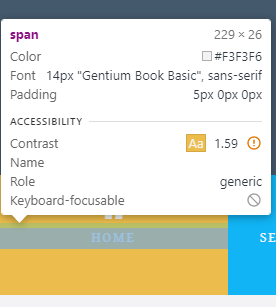 span 229 × 26
Color #F3F3F6
Font 14px "Gentium Book Basic", sans-serif
Padding 5px 0px 0px
ACCESSIBILITY
Contrast Aa 1.59
Name
Role generic
Keyboard-focusable
HOME
SE